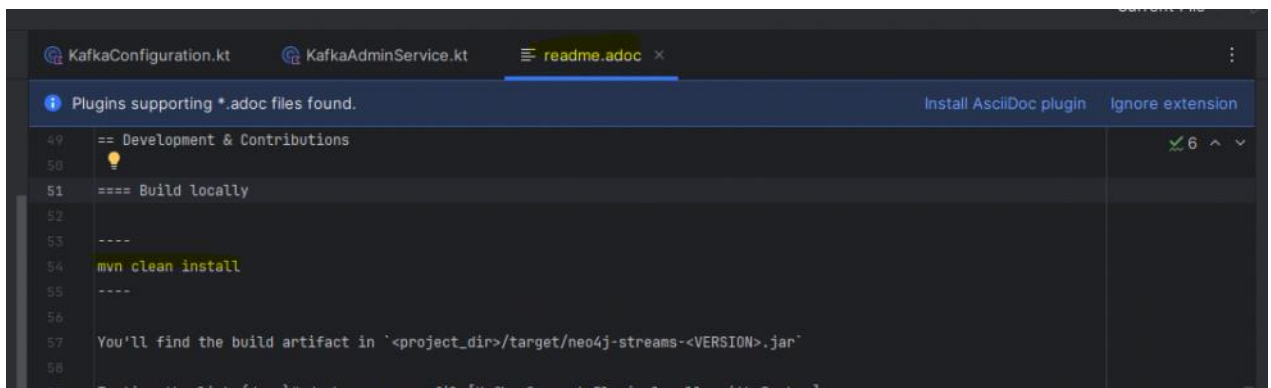 KafkaConfiguration.kt KafkaAdminService.kt readme.adoc
Plugins supporting *.adoc files found. Install AsciiDoc plugin Ignore extension
49 == Development & Contributions 6
50
51 ==== Build locally
52
53 ----
54 mvn clean install
55 ----
56
57 You'll find the build artifact in `<project_dir>/target/neo4j-streams-<VERSION>.jar`
58